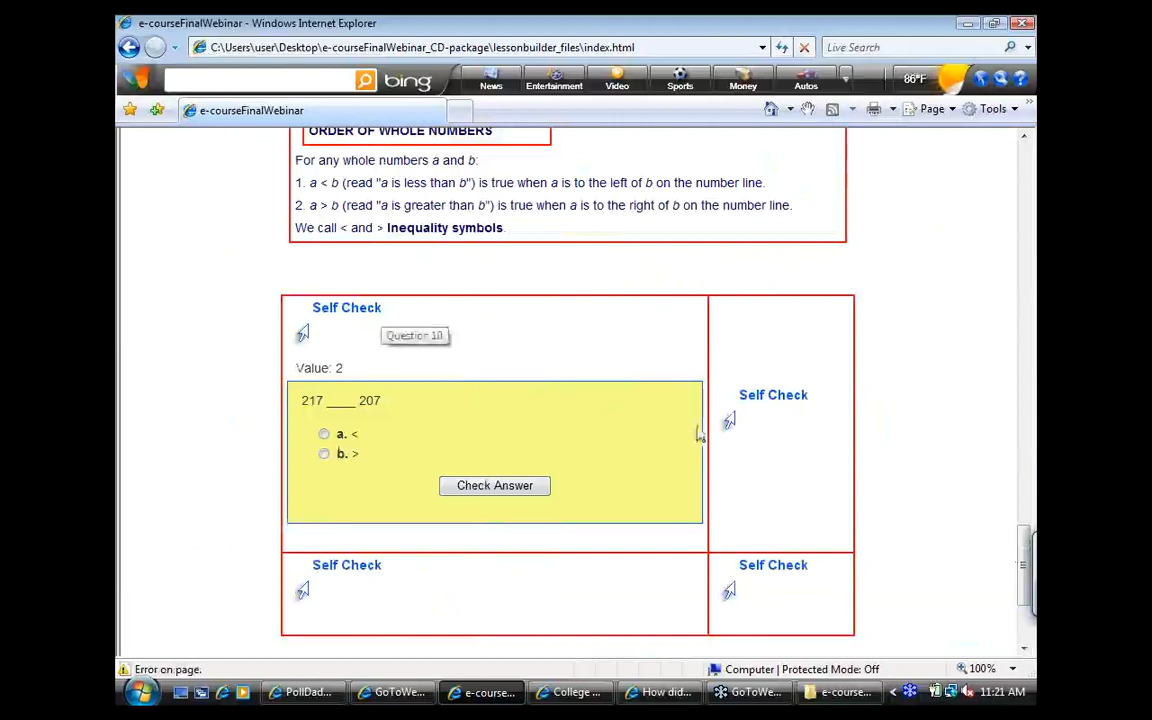 e-courseFinalWebinar - Windows Internet Explorer
C:\Users\user\Desktop\e-courseFinalWebinar_CD-package\lessonbuilder_files\index.html
Live Search
bing
News
Entertainment
Video
Sports
Money
Autos
86°F
e-courseFinalWebinar
Page
Tools
ORDER OF WHOLE NUMBERS
For any whole numbers a and b:
1. a < b (read "a is less than b") is true when a is to the left of b on the number line.
2. a > b (read "a is greater than b") is true when a is to the right of b on the number line.
We call < and > Inequality symbols.
Self Check
Question 10
Value: 2
217 ____ 207
a. <
b. >
Check Answer
Self Check
Self Check
Self Check
Error on page.
Computer | Protected Mode: Off
100%
PollDad...
GoToWe...
e-course...
College ...
How did...
GoToWe...
e-course...
11:21 AM